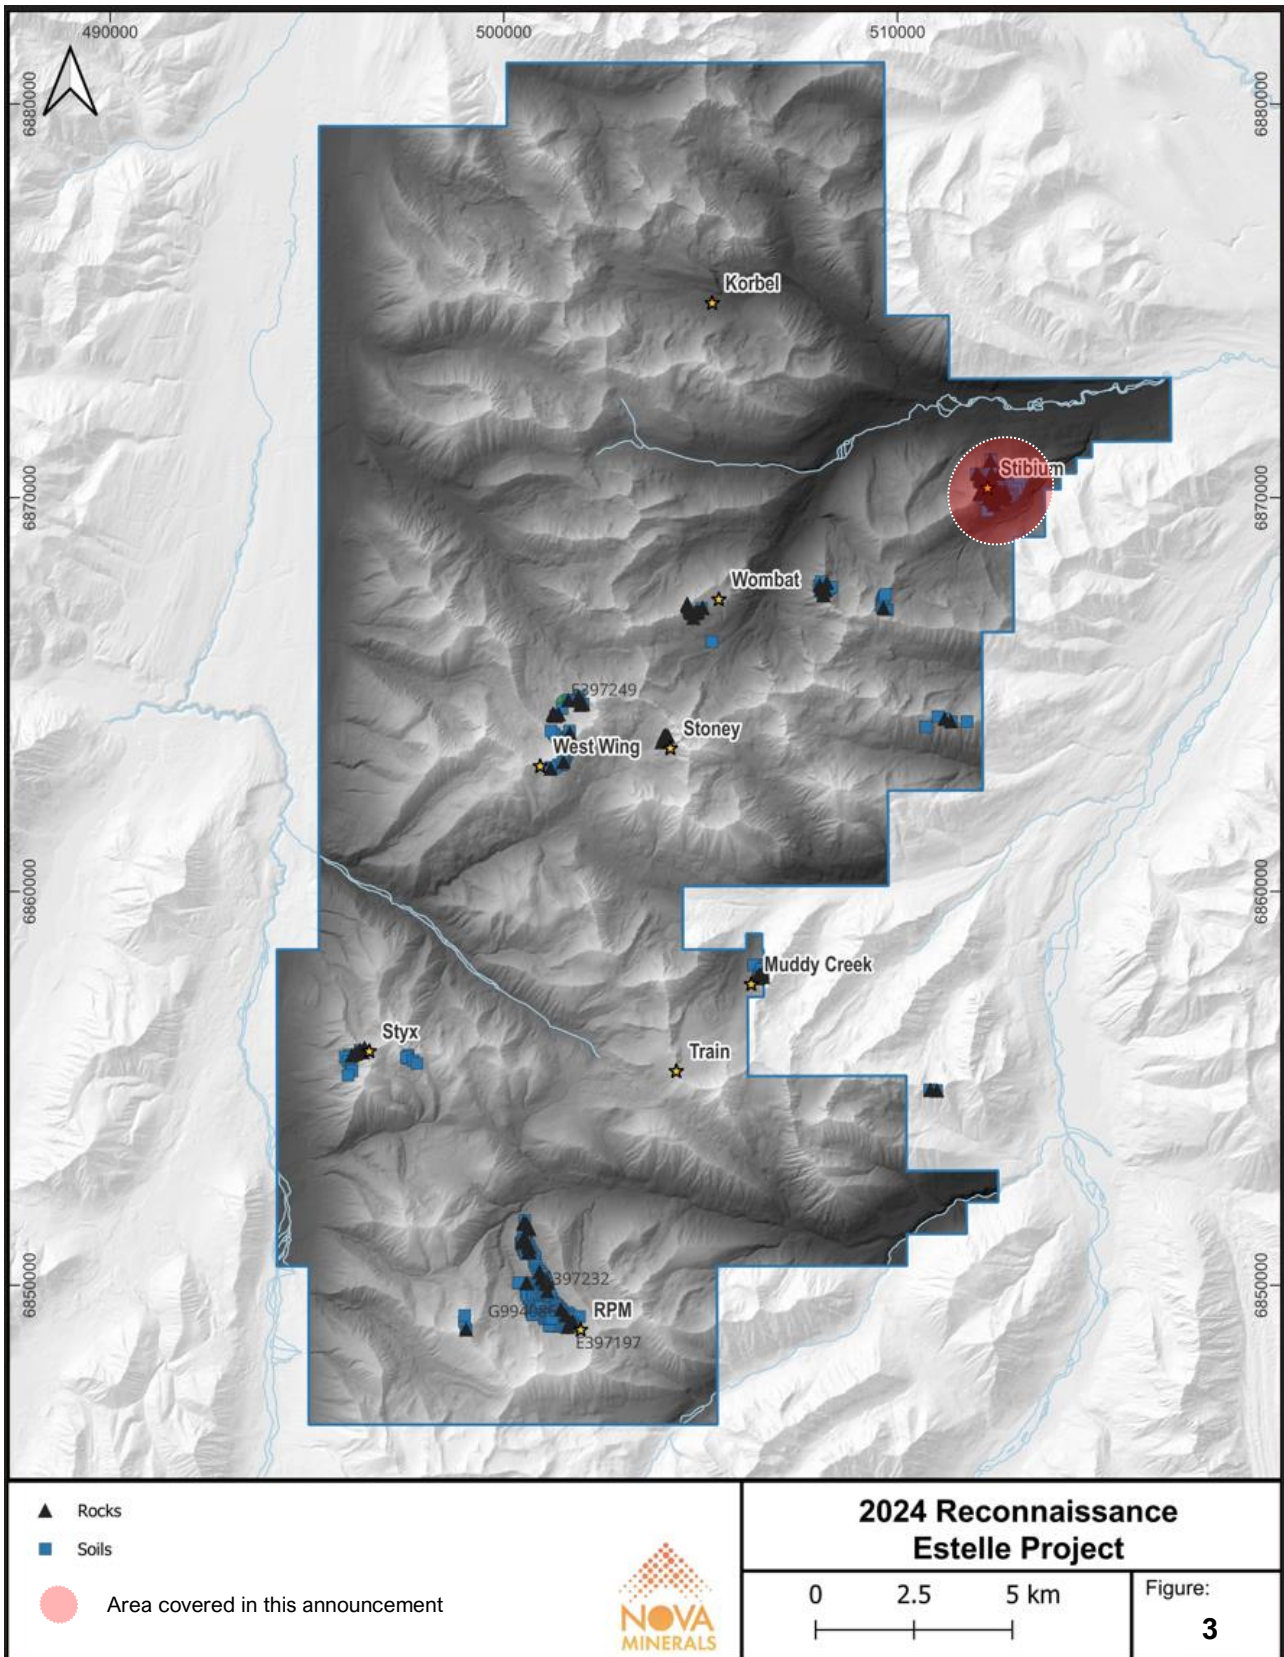 490000
500000
510000
6880000
6880000
Korbel
Stibium
6870000
6870000
Wombat
E397249
Stoney
West Wing
6860000
6860000
Muddy Creek
Styx
Train
6850000
6850000
RPM
E397197
Rocks
Soils
Area covered in this announcement
NOVA
MINERALS
2024 Reconnaissance
Estelle Project
0 2.5 5 km
Figure:
3